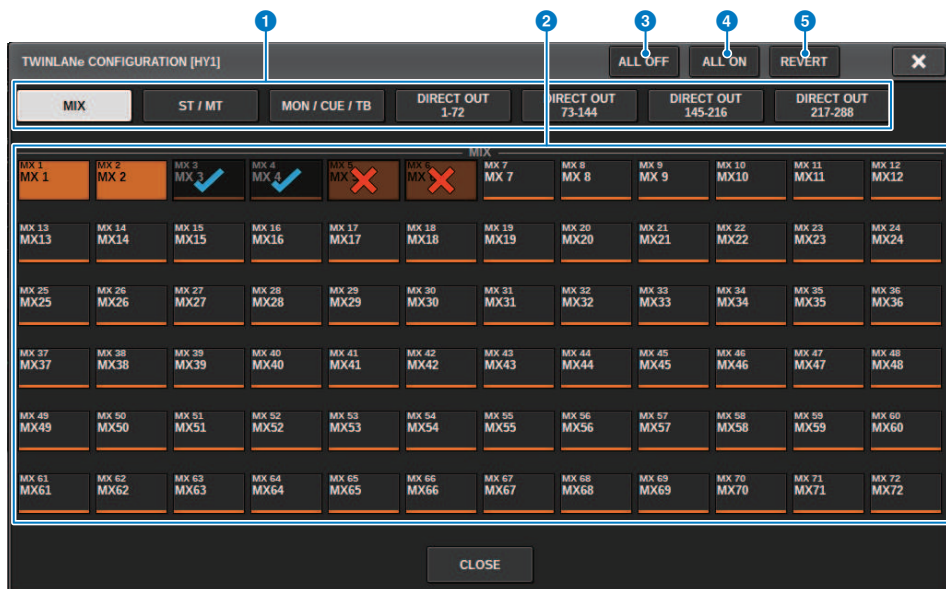 1 2 3 4 5
TWINLANe CONFIGURATION [HY1] ALL OFF ALL ON REVERT
MIX ST / MT MON / CUE / TB DIRECT OUT 1-72 DIRECT OUT 73-144 DIRECT OUT 145-216 DIRECT OUT 217-288
MIX
MX 1 MX 2 MX 3 MX 4 MX 5 MX 6 MX 7 MX 8 MX 9 MX 10 MX 11 MX 12
MX 1 MX 2 MX 3 MX 4 MX 7 MX 8 MX 9 MX10 MX11 MX12
MX 13 MX 14 MX 15 MX 16 MX 17 MX 18 MX 19 MX 20 MX 21 MX 22 MX 23 MX 24
MX13 MX14 MX15 MX16 MX17 MX18 MX19 MX20 MX21 MX22 MX23 MX24
MX 25 MX 26 MX 27 MX 28 MX 29 MX 30 MX 31 MX 32 MX 33 MX 34 MX 35 MX 36
MX25 MX26 MX27 MX28 MX29 MX30 MX31 MX32 MX33 MX34 MX35 MX36
MX 37 MX 38 MX 39 MX 40 MX 41 MX 42 MX 43 MX 44 MX 45 MX 46 MX 47 MX 48
MX37 MX38 MX39 MX40 MX41 MX42 MX43 MX44 MX45 MX46 MX47 MX48
MX 49 MX 50 MX 51 MX 52 MX 53 MX 54 MX 55 MX 56 MX 57 MX 58 MX 59 MX 60
MX49 MX50 MX51 MX52 MX53 MX54 MX55 MX56 MX57 MX58 MX59 MX60
MX 61 MX 62 MX 63 MX 64 MX 65 MX 66 MX 67 MX 68 MX 69 MX 70 MX 71 MX 72
MX61 MX62 MX63 MX64 MX65 MX66 MX67 MX68 MX69 MX70 MX71 MX72
CLOSE